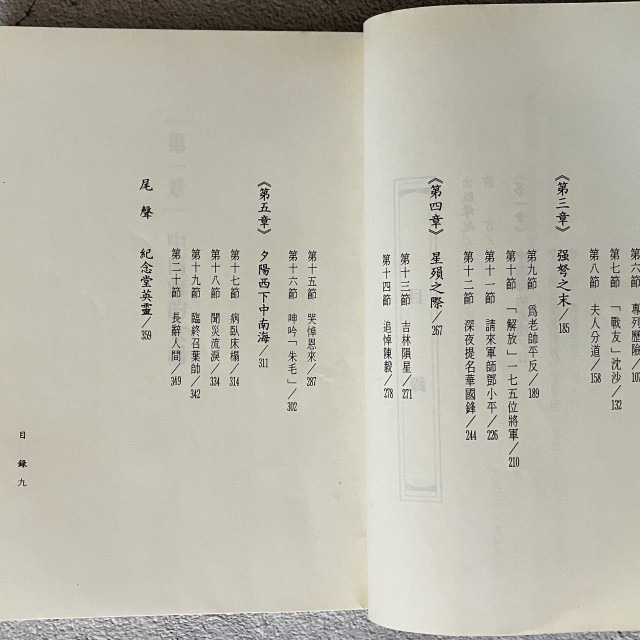 第六節　專列歷險／107
第七節　「戰友」沈沙／132
第八節　夫人分道／158
《第三章》强弩之末／185
第九節　爲老帥平反／189
第十節　「解放」一七五位將軍／210
第十一節　請來軍師鄧小平／226
第十二節　深夜提名華國鋒／244
《第四章》星殞之際／267
第十三節　吉林隕星／271
第十四節　追悼陳毅／278
第十五節　哭悼恩來／287
第十六節　呻吟「朱毛」／302
《第五章》夕陽西下中南海／311
第十七節　病臥床榻／314
第十八節　聞災流淚／334
第十九節　臨終召葉帥／342
第二十節　長辭人間／349
尾聲　紀念堂英靈／359
目錄九